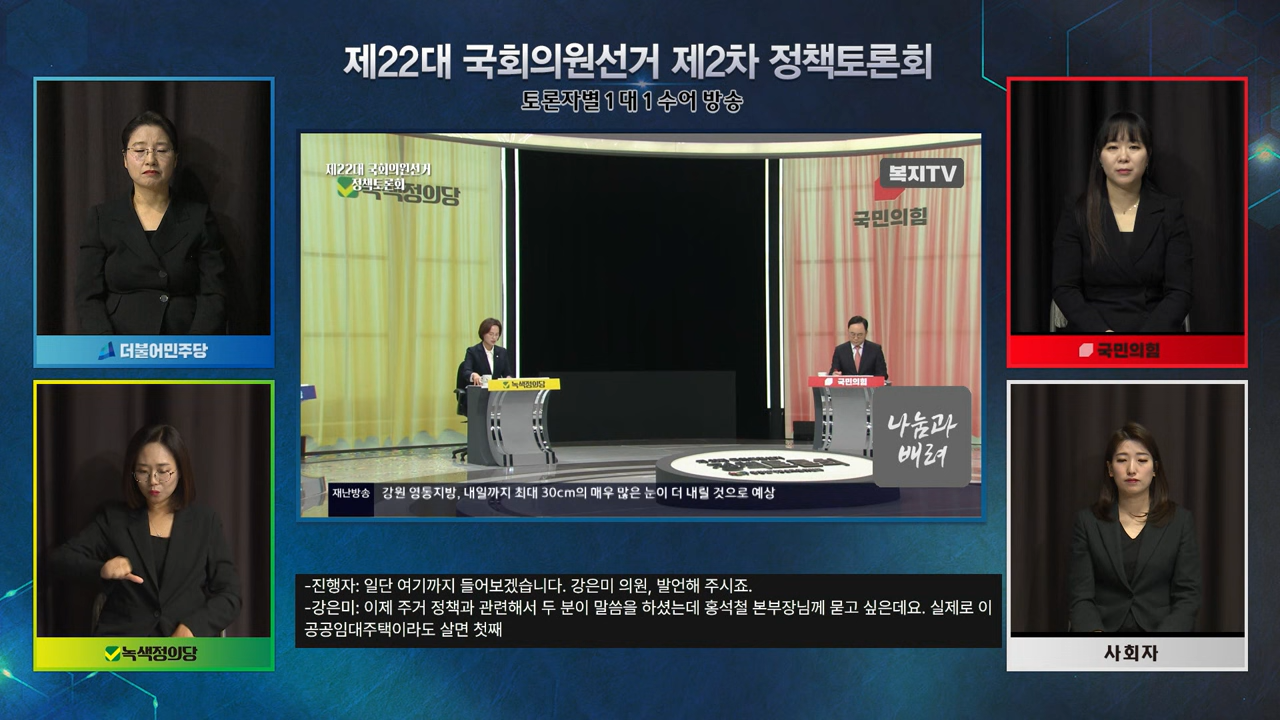 제22대 국회의원선거 제2차 정책토론회
토론자별 1 대 1 수어 방송
더불어민주당
녹색정의당
제22대 국회의원선거
정책토론회
녹색정의당
복지TV
국민의힘
녹색정의당
국민의힘
정책토론회
나눔과
배려
재난방송 강원 영동지방, 내일까지 최대 30cm의 매우 많은 눈이 더 내릴 것으로 예상
국민의힘
사회자
-진행자: 일단 여기까지 들어보겠습니다. 강은미 의원, 발언해 주시죠.
-강은미: 이제 주거 정책과 관련해서 두 분이 말씀을 하셨는데 홍석철 본부장님께 묻고 싶은데요. 실제로 이
공공임대주택이라도 살면 첫째